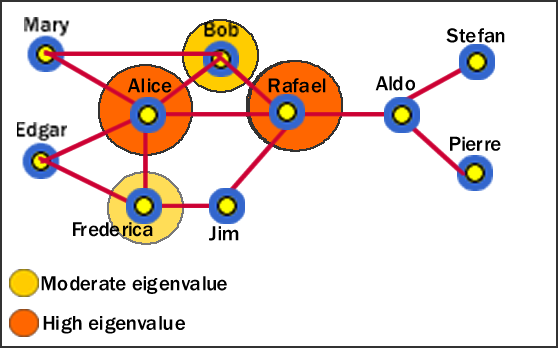 Mary
Bob
Stefan
Alice
Rafael
Aldo
Edgar
Pierre
Frederica
Jim
Moderate eigenvalue
High eigenvalue